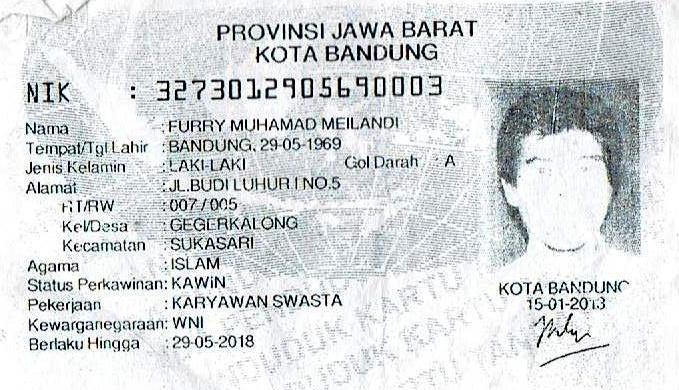 PROVINSI JAWA BARAT
KOTA BANDUNG
NIK : 3273012905690003
Nama : FURRY MUHAMAD MEILANDI
Tempat/Tgl Lahir : BANDUNG, 29-05-1969
Jenis Kelamin : LAKI-LAKI Gol Darah : A
Alamat : JL.BUDI LUHUR I NO.5
RT/RW : 007 / 005
Kel/Desa : GEGERKALONG
Kecamatan : SUKASARI
Agama : ISLAM
Status Perkawinan: KAWIN
Pekerjaan : KARYAWAN SWASTA
Kewarganegaraan: WNI
Berlaku Hingga : 29-05-2018
KOTA BANDUNG
15-01-2013